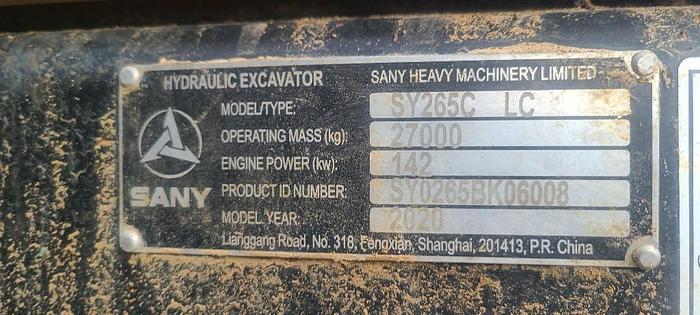 HYDRAULIC EXCAVATOR SANY HEAVY MACHINERY LIMITED
MODEL/TYPE: SY265C LC
OPERATING MASS (kg): 27000
ENGINE POWER (kw): 142
PRODUCT ID NUMBER: SY0265BK06008
MODEL YEAR: 2020
SANY
Lianggang Road, No. 318, Fengxian, Shanghai, 201413, P.R. China